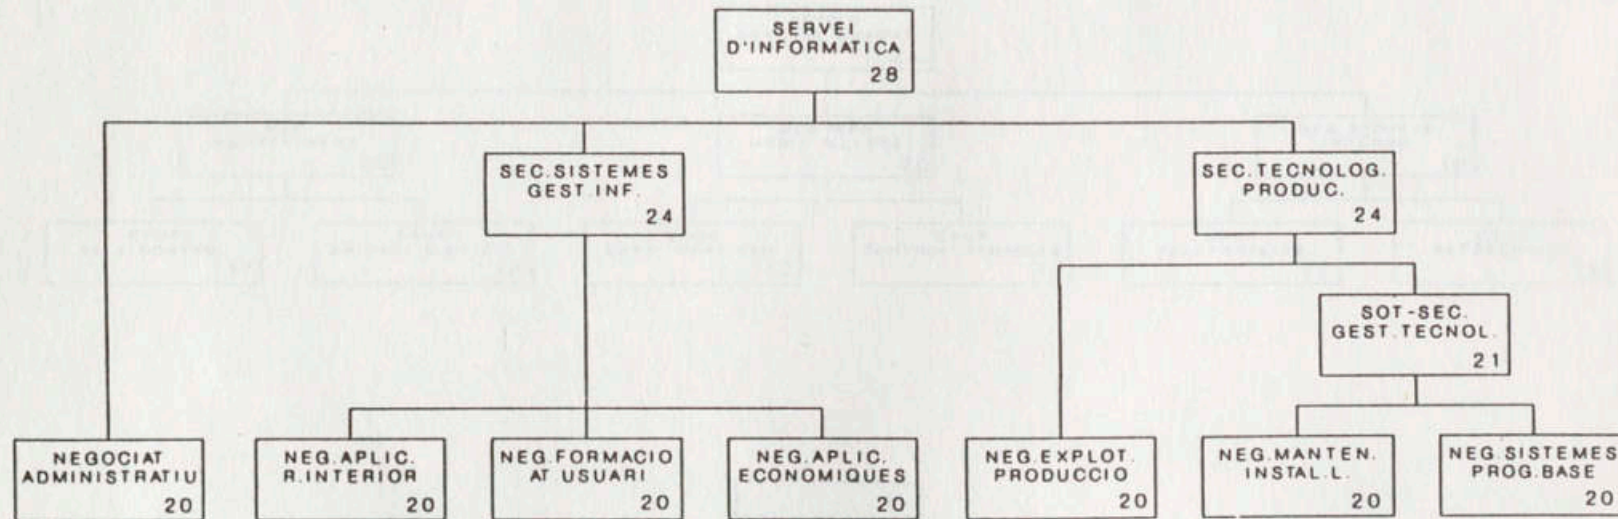 SERVEI
D'INFORMATICA
28
SEC.SISTEMES
GEST.INF.
24
SEC.TECNOLOG.
PRODUC.
24
SOT-SEC.
GEST.TECNOL.
21
NEGOCIAT
ADMINISTRATIU
20
NEG.APLIC.
R.INTERIOR
20
NEG.FORMACIO
AT USUARI
20
NEG.APLIC.
ECONOMIQUES
20
NEG.EXPLOT.
PRODUCCIO
20
NEG.MANTEN.
INSTAL.L.
20
NEG.SISTEMES
PROG.BASE
20